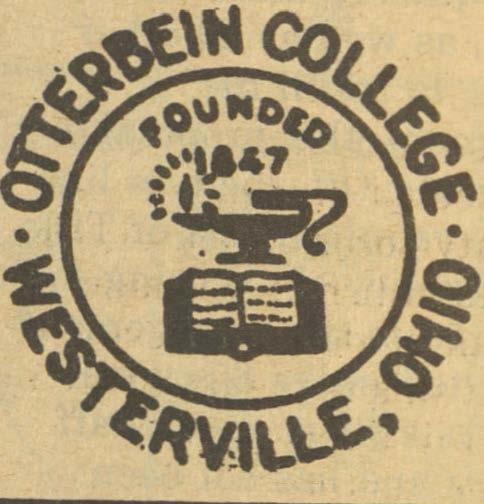 · OTTERBEIN COLLEGE ·
WESTERVILLE, OHIO
FOUNDED
1847